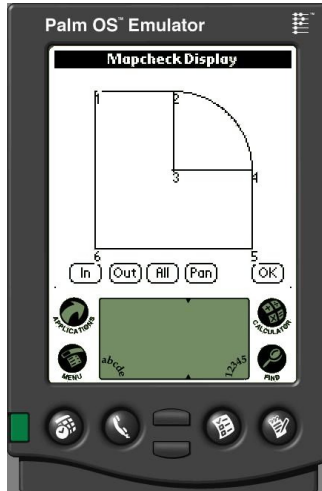 Palm OS™ Emulator
Mapcheck Display
1 2
3 4
6 5
In Out All Pan OK
APPLICATIONS CALCULATOR
MENU abcde 12345 FIND